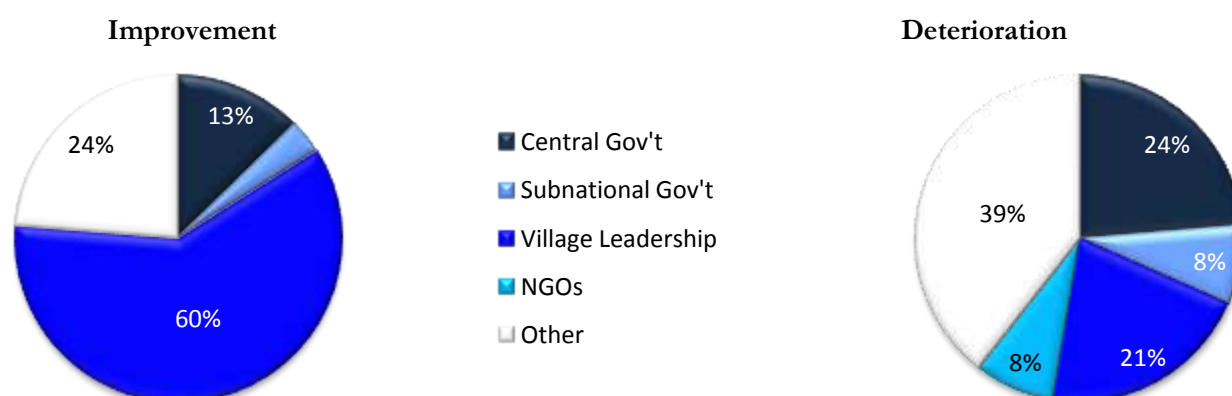 Improvement
Deterioration
13%
24%
60%
Central Gov't
Subnational Gov't
Village Leadership
NGOs
Other
24%
39%
8%
21%
8%